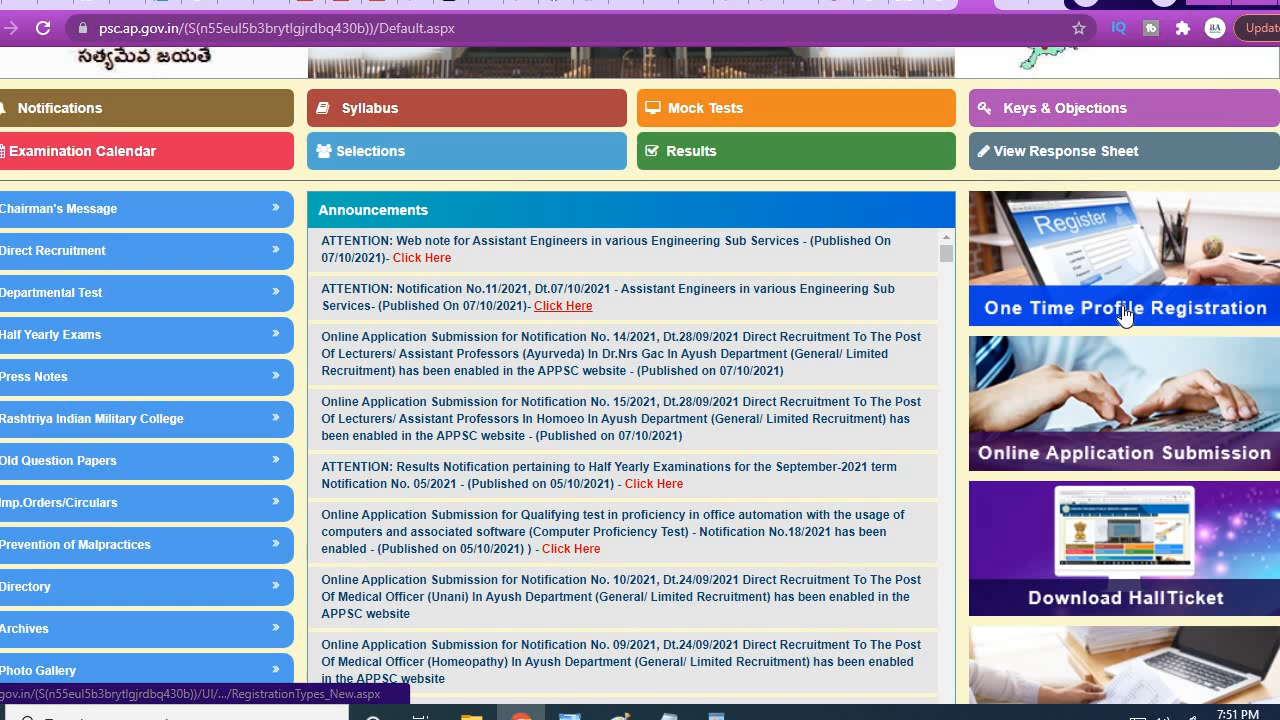 psc.ap.gov.in/(S(n55eul5b3brytlgjrdbq430b))/Default.aspx
BA
Update
సత్యమేవ జయతే
Notifications
Syllabus
Mock Tests
Keys & Objections
Examination Calendar
Selections
Results
View Response Sheet
Chairman's Message
Direct Recruitment
Departmental Test
Half Yearly Exams
Press Notes
Rashtriya Indian Military College
Old Question Papers
Imp.Orders/Circulars
Prevention of Malpractices
Directory
Archives
Photo Gallery
Announcements
ATTENTION: Web note for Assistant Engineers in various Engineering Sub Services - (Published On
07/10/2021)- Click Here
ATTENTION: Notification No.11/2021, Dt.07/10/2021 - Assistant Engineers in various Engineering Sub
Services- (Published On 07/10/2021)- Click Here
Online Application Submission for Notification No. 14/2021, Dt.28/09/2021 Direct Recruitment To The Post
Of Lecturers/ Assistant Professors (Ayurveda) In Dr.Nrs Gac In Ayush Department (General/ Limited
Recruitment) has been enabled in the APPSC website - (Published on 07/10/2021)
Online Application Submission for Notification No. 15/2021, Dt.28/09/2021 Direct Recruitment To The Post
Of Lecturers/ Assistant Professors In Homoeo In Ayush Department (General/ Limited Recruitment) has
been enabled in the APPSC website - (Published on 07/10/2021)
ATTENTION: Results Notification pertaining to Half Yearly Examinations for the September-2021 term
Notification No. 05/2021 - (Published on 05/10/2021) - Click Here
Online Application Submission for Qualifying test in proficiency in office automation with the usage of
computers and associated software (Computer Proficiency Test) - Notification No.18/2021 has been
enabled - (Published on 05/10/2021) ) - Click Here
Online Application Submission for Notification No. 10/2021, Dt.24/09/2021 Direct Recruitment To The Post
Of Medical Officer (Unani) In Ayush Department (General/ Limited Recruitment) has been enabled in the
APPSC website
Online Application Submission for Notification No. 09/2021, Dt.24/09/2021 Direct Recruitment To The Post
Of Medical Officer (Homeopathy) In Ayush Department (General/ Limited Recruitment) has been enabled
in the APPSC website
Register
One Time Profile Registration
Online Application Submission
Download HallTicket
gov.in/(S(n55eul5b3brytlgjrdbq430b))/UI/.../RegistrationTypes_New.aspx
7:51 PM